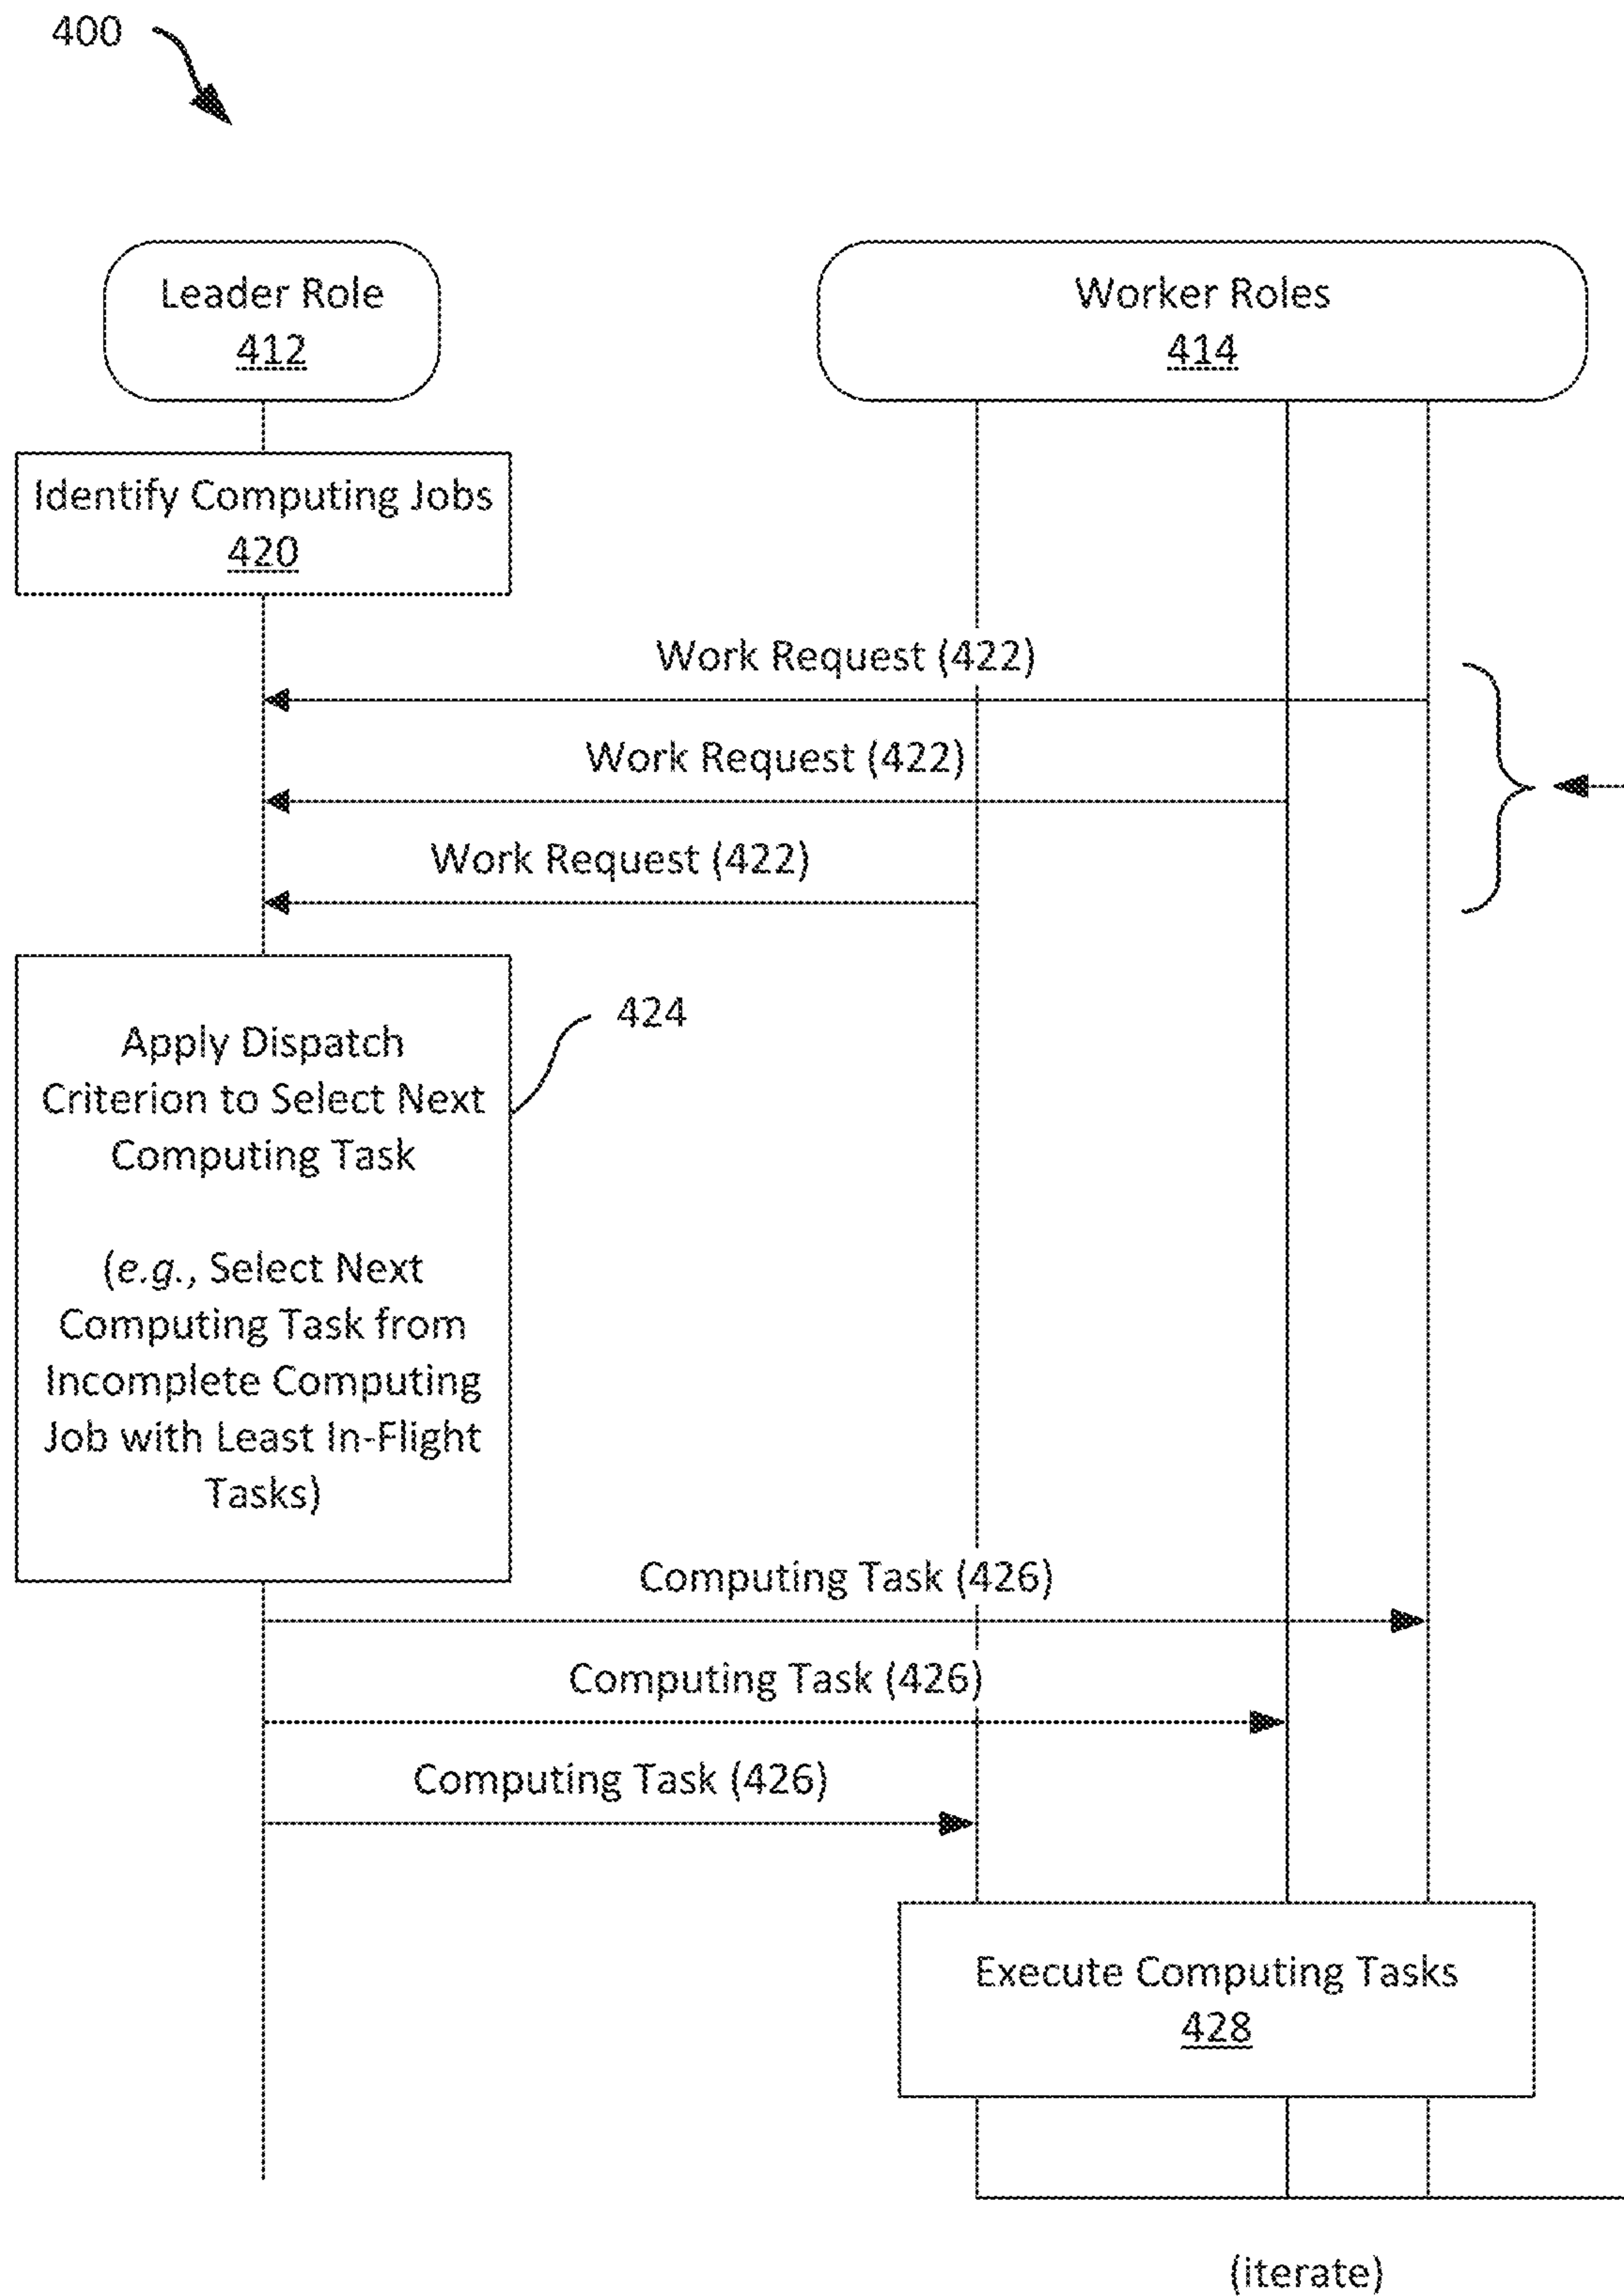 400
Leader Role
412
Worker Roles
414
Identify Computing Jobs
420
Work Request (422)
Work Request (422)
Work Request (422)
424
Apply Dispatch
Criterion to Select Next
Computing Task
(e.g., Select Next
Computing Task from
Incomplete Computing
Job with Least In-Flight
Tasks)
Computing Task (426)
Computing Task (426)
Computing Task (426)
Execute Computing Tasks
428
(iterate)